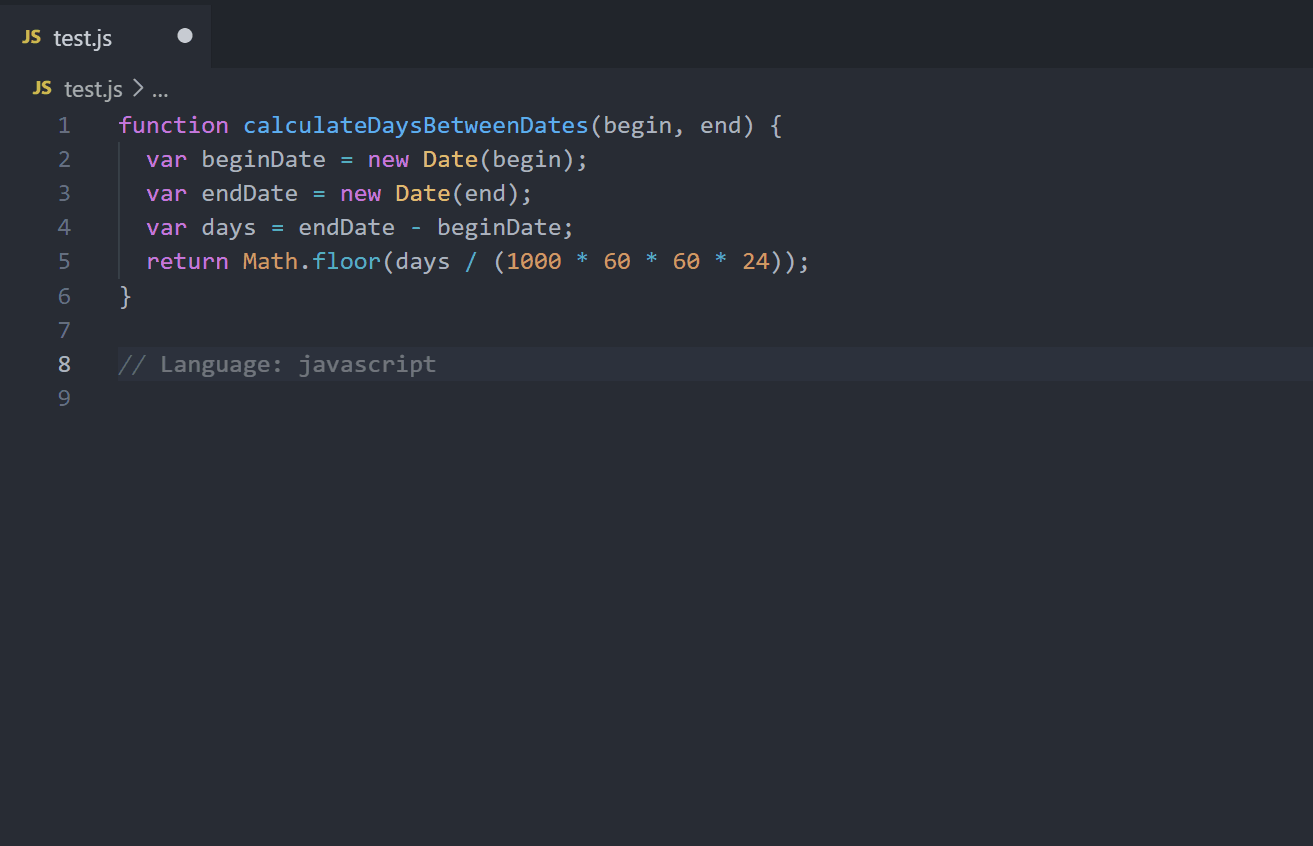 JS test.js
JS test.js > ...
1 function calculateDaysBetweenDates(begin, end) {
2   var beginDate = new Date(begin);
3   var endDate = new Date(end);
4   var days = endDate - beginDate;
5   return Math.floor(days / (1000 * 60 * 60 * 24));
6 }
7
8 // Language: javascript
9